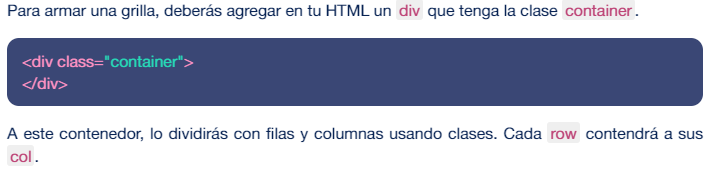 Para armar una grilla, deberás agregar en tu HTML un div que tenga la clase container.
<div class="container">
</div>
A este contenedor, lo dividirás con filas y columnas usando clases. Cada row contendrá a sus
col.